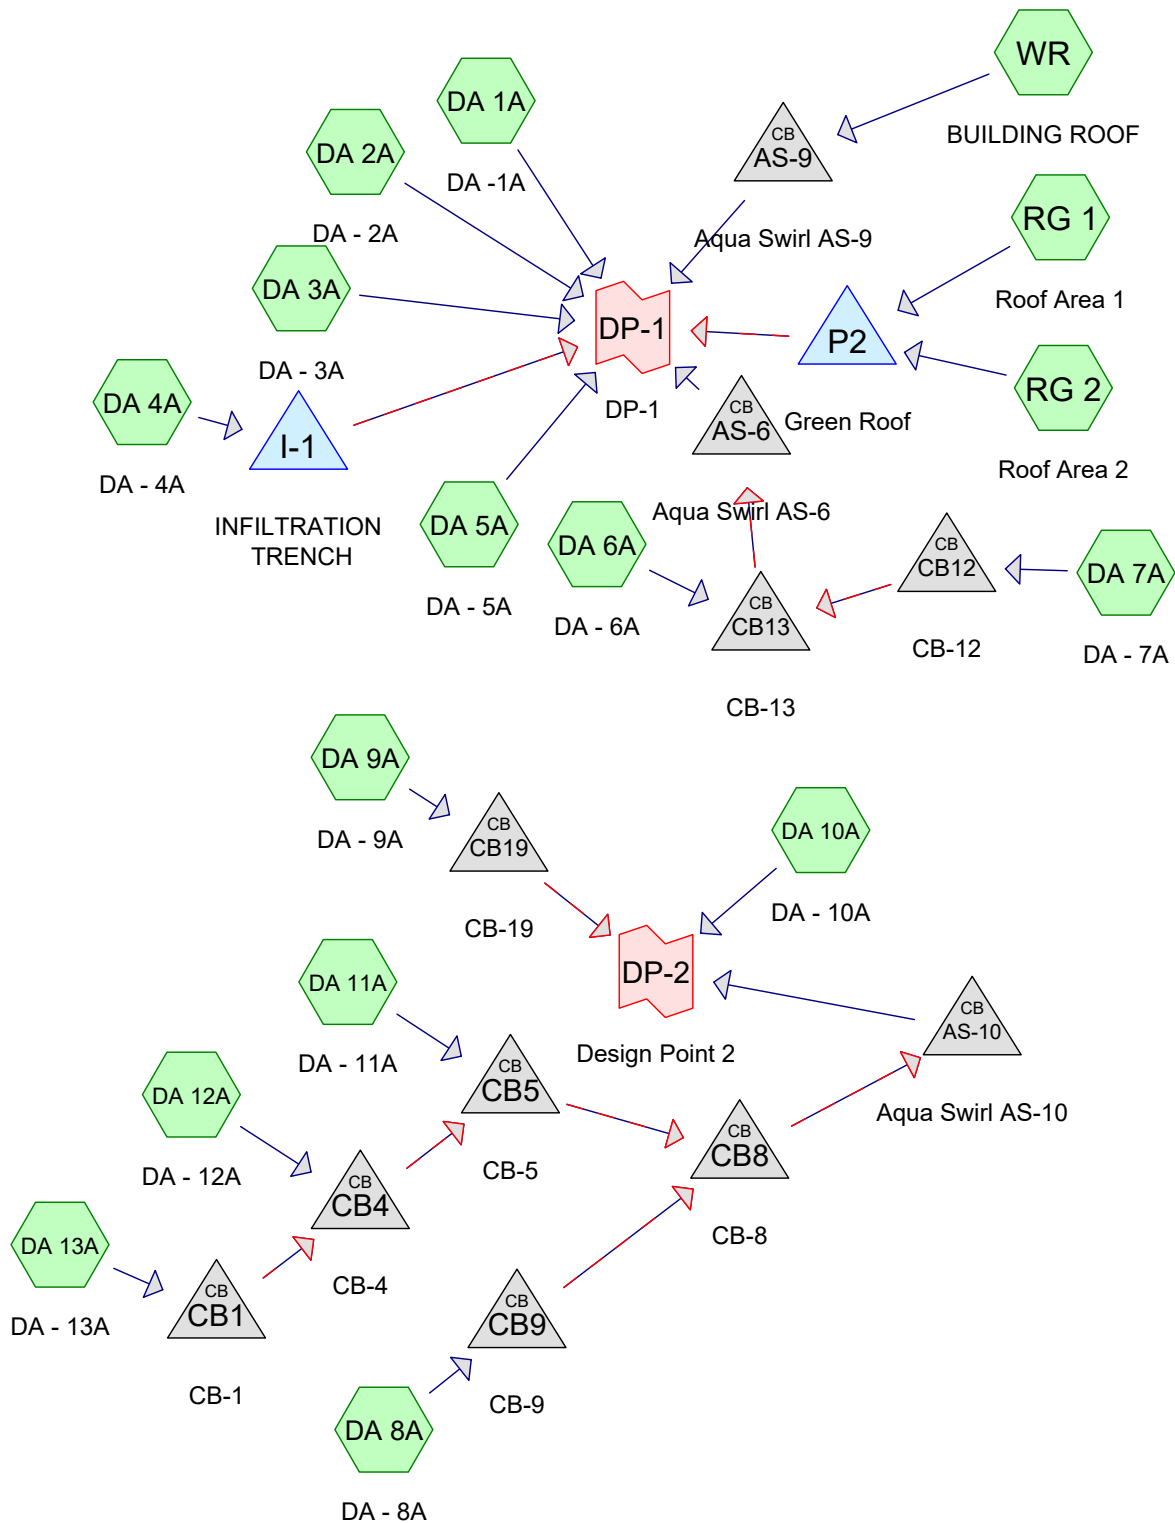 WR
BUILDING ROOF
DA 1A
DA -1A
DA 2A
DA - 2A
CB
AS-9
Aqua Swirl AS-9
RG 1
Roof Area 1
DA 3A
DA - 3A
DP-1
DP-1
P2
Green Roof
RG 2
Roof Area 2
DA 4A
DA - 4A
I-1
INFILTRATION
TRENCH
CB
AS-6
Aqua Swirl AS-6
DA 5A
DA - 5A
DA 6A
DA - 6A
CB
CB12
CB-12
DA 7A
DA - 7A
CB
CB13
CB-13
DA 9A
DA - 9A
CB
CB19
CB-19
DA 10A
DA - 10A
DP-2
Design Point 2
DA 11A
DA - 11A
CB
AS-10
Aqua Swirl AS-10
CB
CB5
CB-5
DA 12A
DA - 12A
CB
CB8
CB-8
CB
CB4
CB-4
DA 13A
DA - 13A
CB
CB1
CB-1
CB
CB9
CB-9
DA 8A
DA - 8A